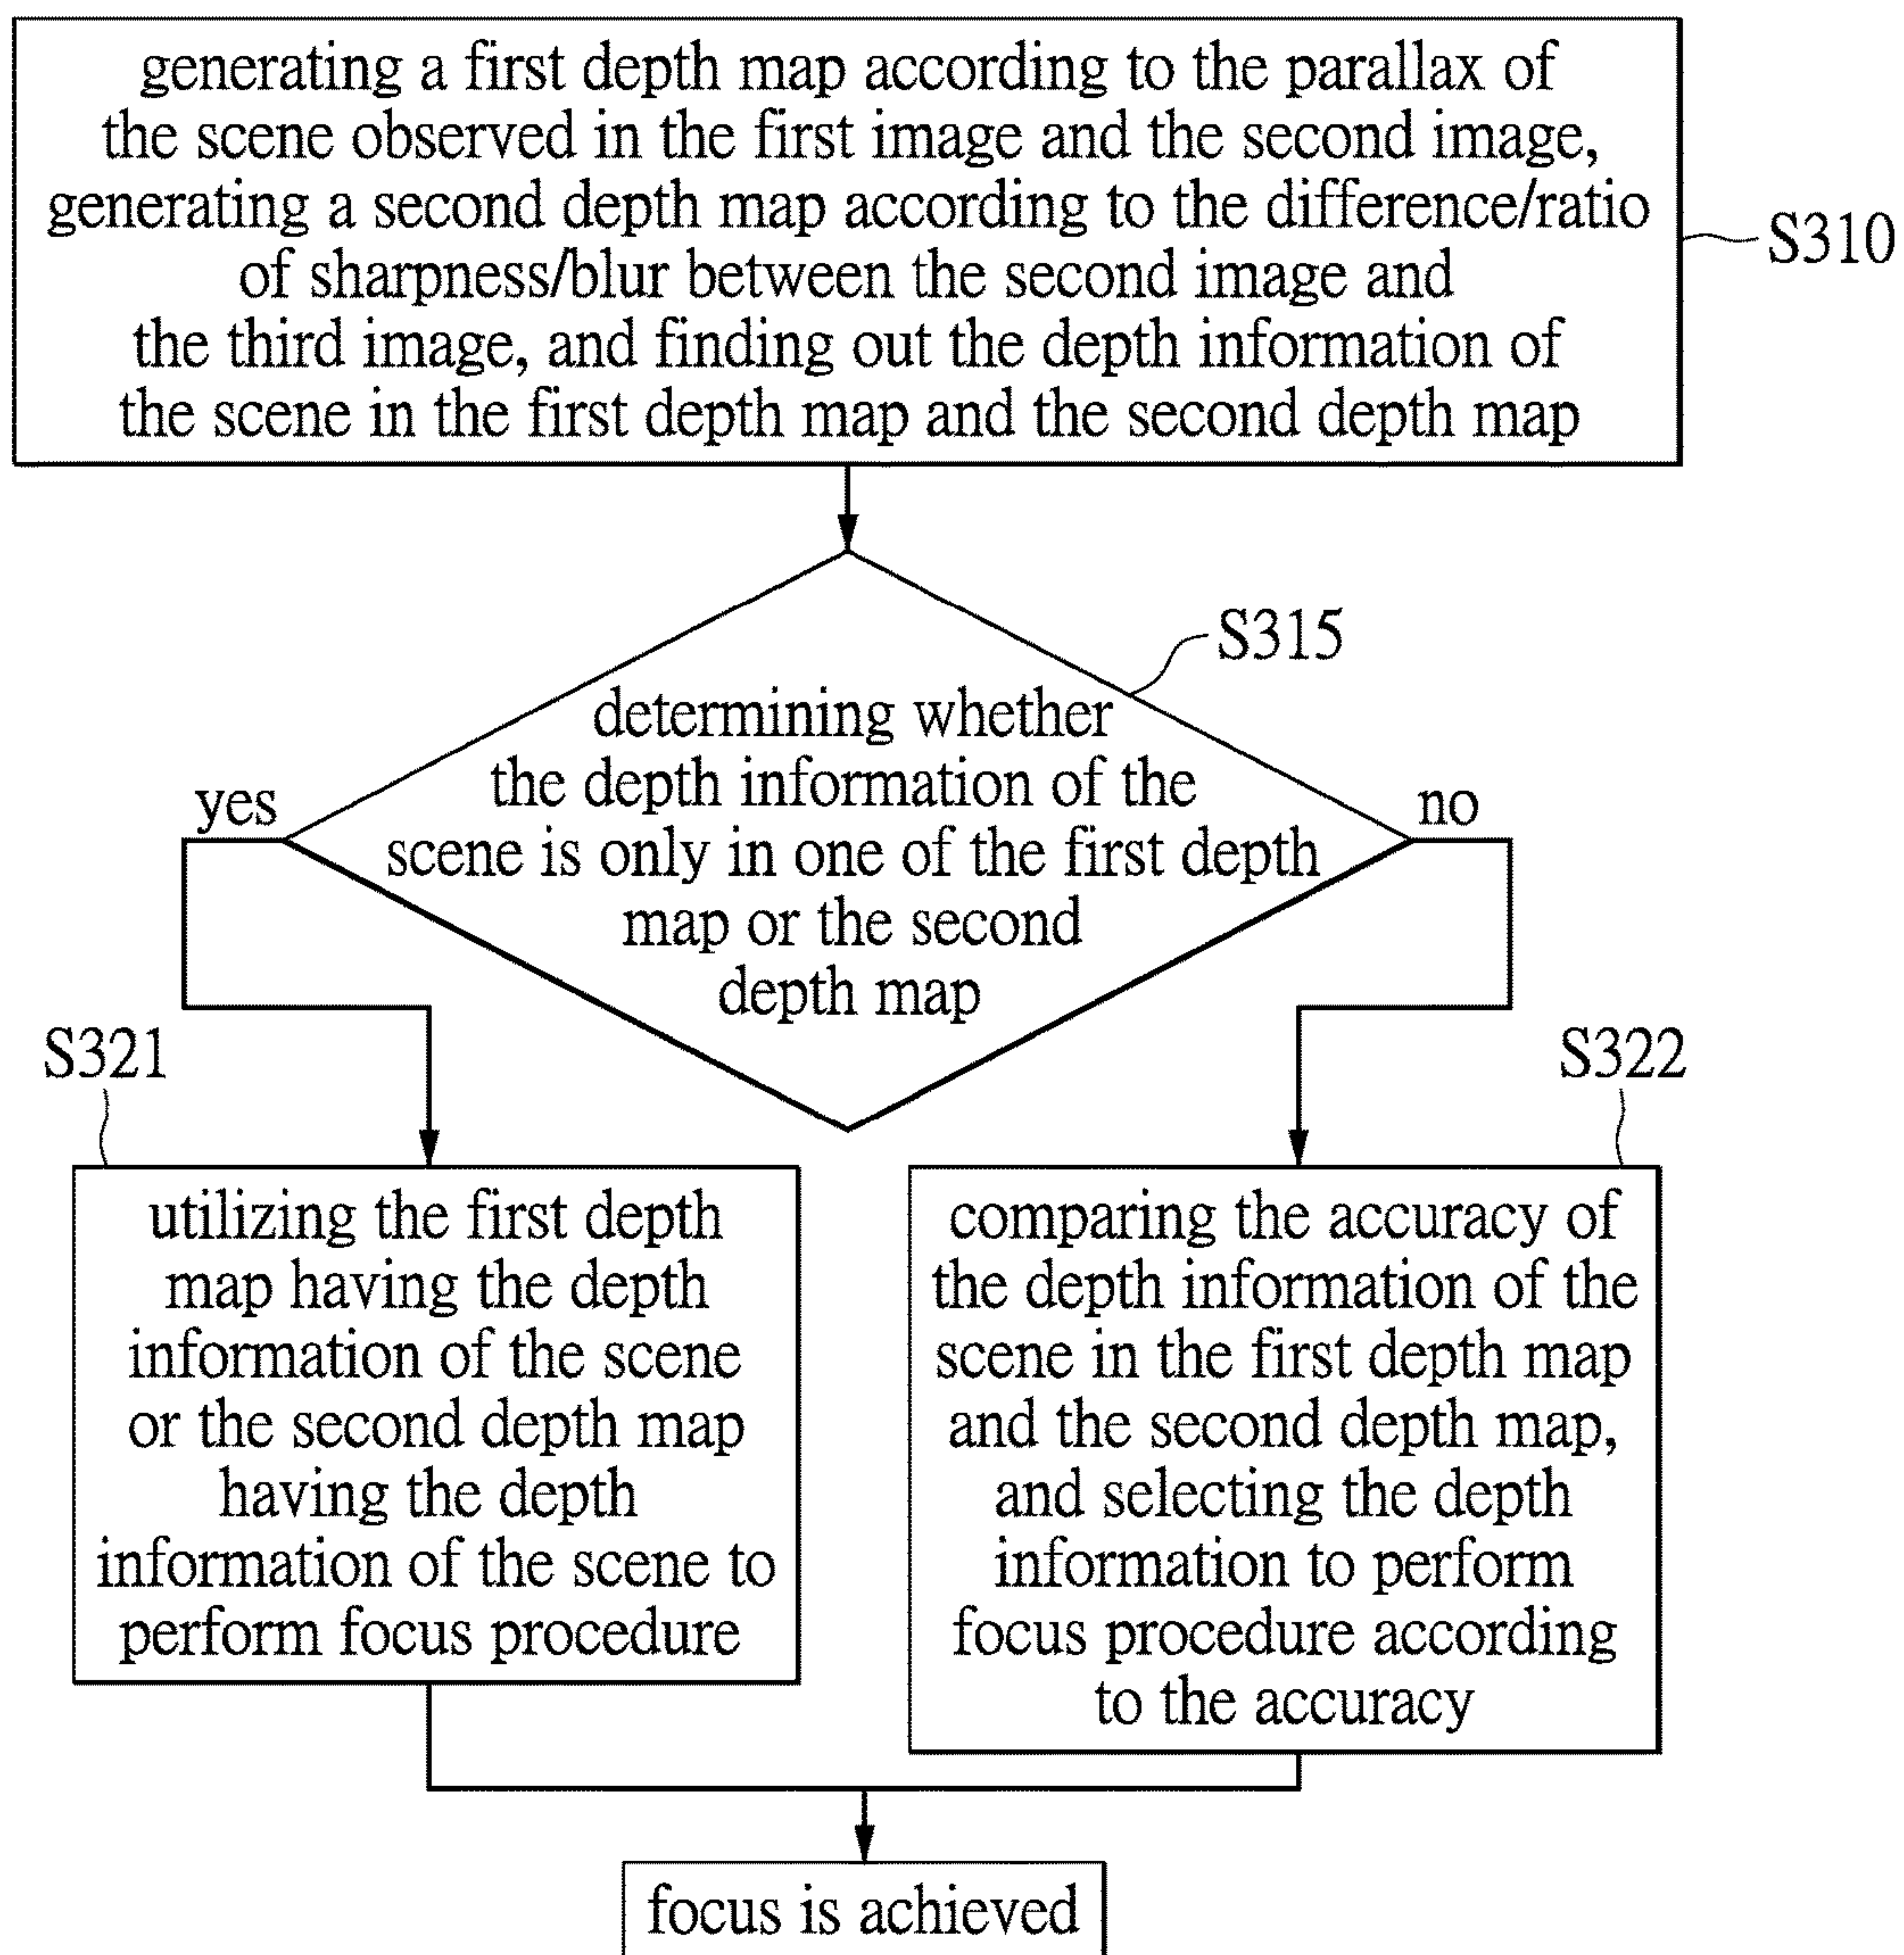 generating a first depth map according to the parallax of
the scene observed in the first image and the second image,
generating a second depth map according to the difference/ratio
of sharpness/blur between the second image and
the third image, and finding out the depth information of
the scene in the first depth map and the second depth map
S310
S315
determining whether
the depth information of the
scene is only in one of the first depth
map or the second
depth map
yes
no
S321
utilizing the first depth
map having the depth
information of the scene
or the second depth map
having the depth
information of the scene to
perform focus procedure
S322
comparing the accuracy of
the depth information of the
scene in the first depth map
and the second depth map,
and selecting the depth
information to perform
focus procedure according
to the accuracy
focus is achieved